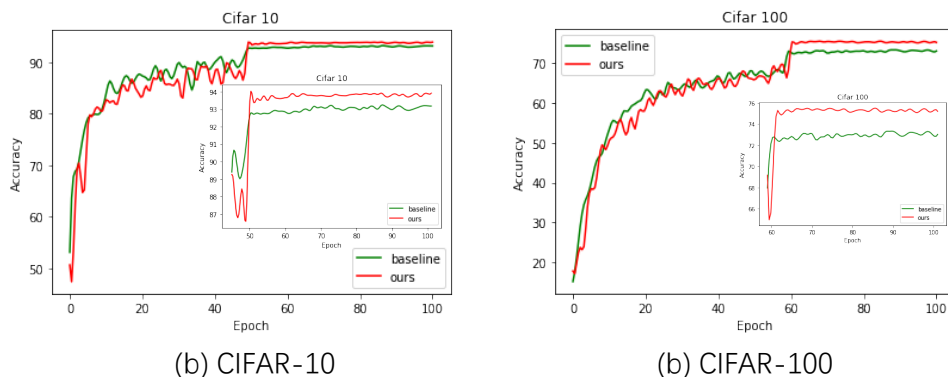 Cifar 10
Accuracy
90
80
70
60
50
0
20
40
60
80
100
Epoch
baseline
ours
Cifar 10
Accuracy
94
93
92
91
90
89
88
87
50
60
70
80
90
100
Epoch
baseline
ours
(b) CIFAR-10
Cifar 100
Accuracy
70
60
50
40
30
20
0
20
40
60
80
100
Epoch
baseline
ours
Cifar 100
Accuracy
76
74
72
70
68
66
60
65
70
75
80
85
90
95
100
Epoch
baseline
ours
(b) CIFAR-100